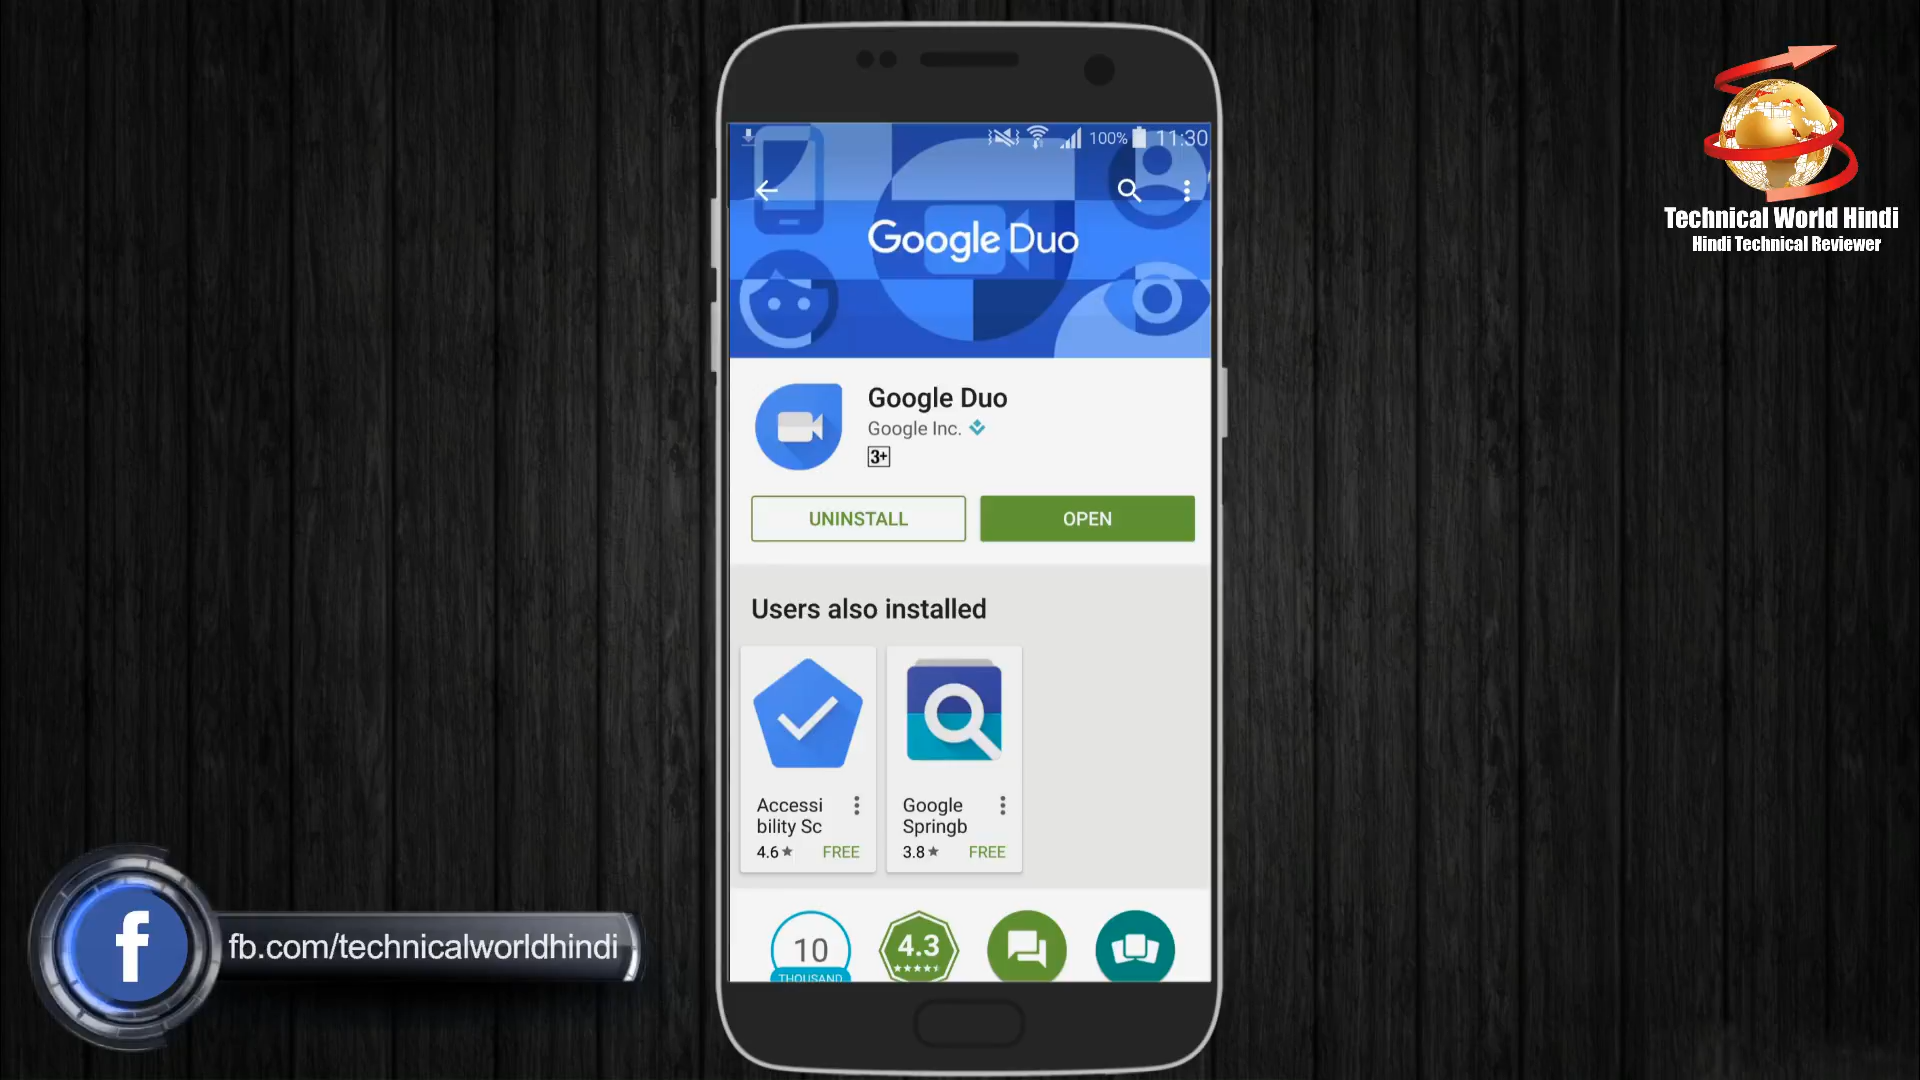 100% 11:30
Google Duo
Google Duo
Google Inc.
3+
UNINSTALL
OPEN
Users also installed
Accessi
bility Sc
4.6★ FREE
Google
Springb
3.8★ FREE
10
THOUSAND
4.3
Technical World Hindi
Hindi Technical Reviewer
f
fb.com/technicalworldhindi